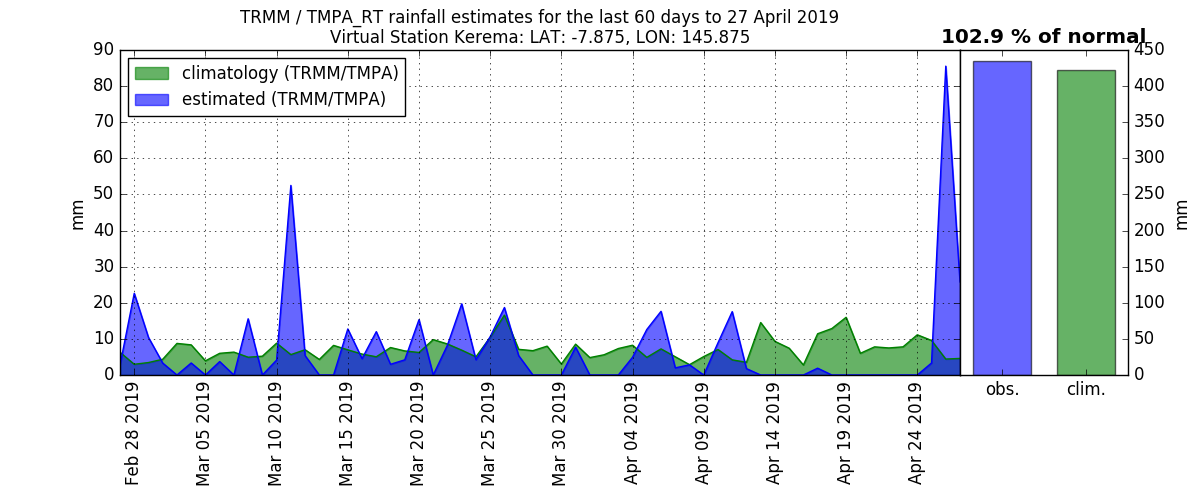 TRMM / TMPA_RT rainfall estimates for the last 60 days to 27 April 2019
Virtual Station Kerema: LAT: -7.875, LON: 145.875
102.9 % of normal
climatology (TRMM/TMPA)
estimated (TRMM/TMPA)
90
80
70
60
50
40
30
20
10
0
mm
Feb 28 2019
Mar 05 2019
Mar 10 2019
Mar 15 2019
Mar 20 2019
Mar 25 2019
Mar 30 2019
Apr 04 2019
Apr 09 2019
Apr 14 2019
Apr 19 2019
Apr 24 2019
450
400
350
300
250
200
150
100
50
0
mm
obs.
clim.